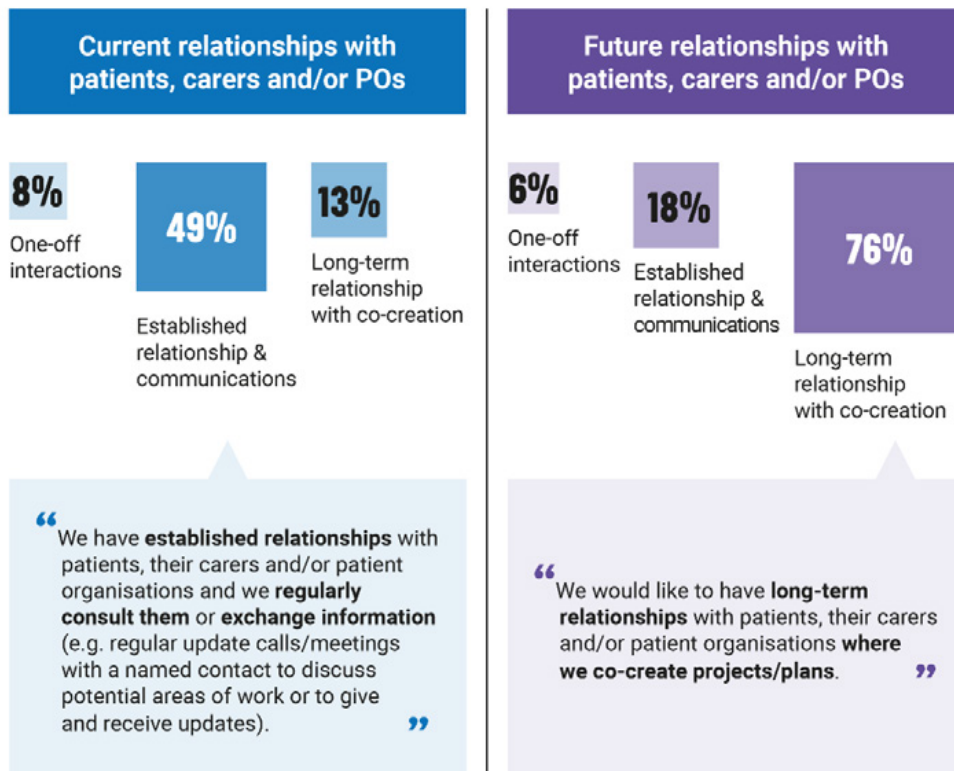 Current relationships with
patients, carers and/or POs
8%
One-off
interactions
49%
Established
relationship &
communications
13%
Long-term
relationship
with co-creation
“
We have established relationships with
patients, their carers and/or patient
organisations and we regularly
consult them or exchange information
(e.g. regular update calls/meetings
with a named contact to discuss
potential areas of work or to give
and receive updates).
”
Future relationships with
patients, carers and/or POs
6%
One-off
interactions
18%
Established
relationship &
communications
76%
Long-term
relationship
with co-creation
“
We would like to have long-term
relationships with patients, their carers
and/or patient organisations where
we co-create projects/plans.
”